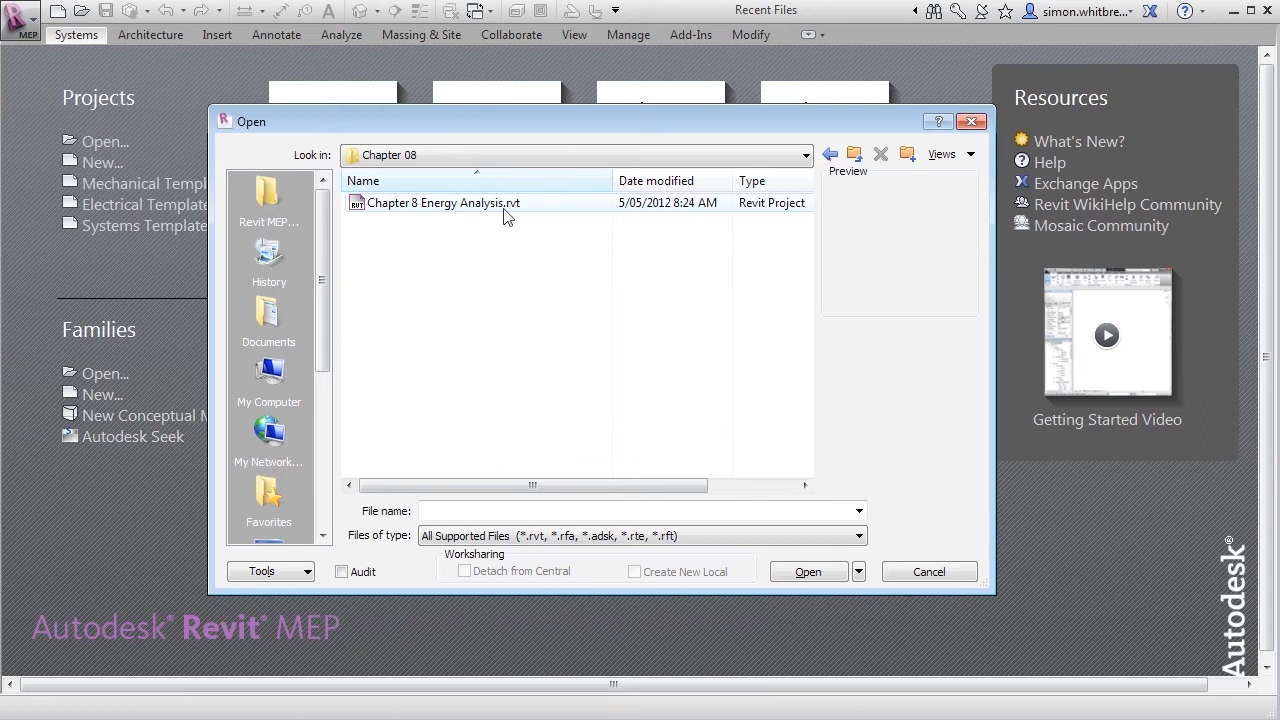 Recent Files
simon.whitbre...
MEP
Systems Architecture Insert Annotate Analyze Massing & Site Collaborate View Manage Add-Ins Modify
Projects
Open...
New...
Mechanical Templ
Electrical Template
Systems Template
Families
Open...
New...
New Conceptual M
Autodesk Seek
Open
Look in: Chapter 08
Views
Name Date modified Type
Chapter 8 Energy Analysis.rvt 5/05/2012 8:24 AM Revit Project
Preview
Revit MEP...
History
Documents
My Computer
My Network...
Favorites
File name:
Files of type: All Supported Files (*.rvt, *.rfa, *.adsk, *.rte, *.rft)
Worksharing
Tools Audit Detach from Central Create New Local Open Cancel
Resources
What's New?
Help
Exchange Apps
Revit WikiHelp Community
Mosaic Community
Getting Started Video
Autodesk® Revit® MEP
Autodesk®